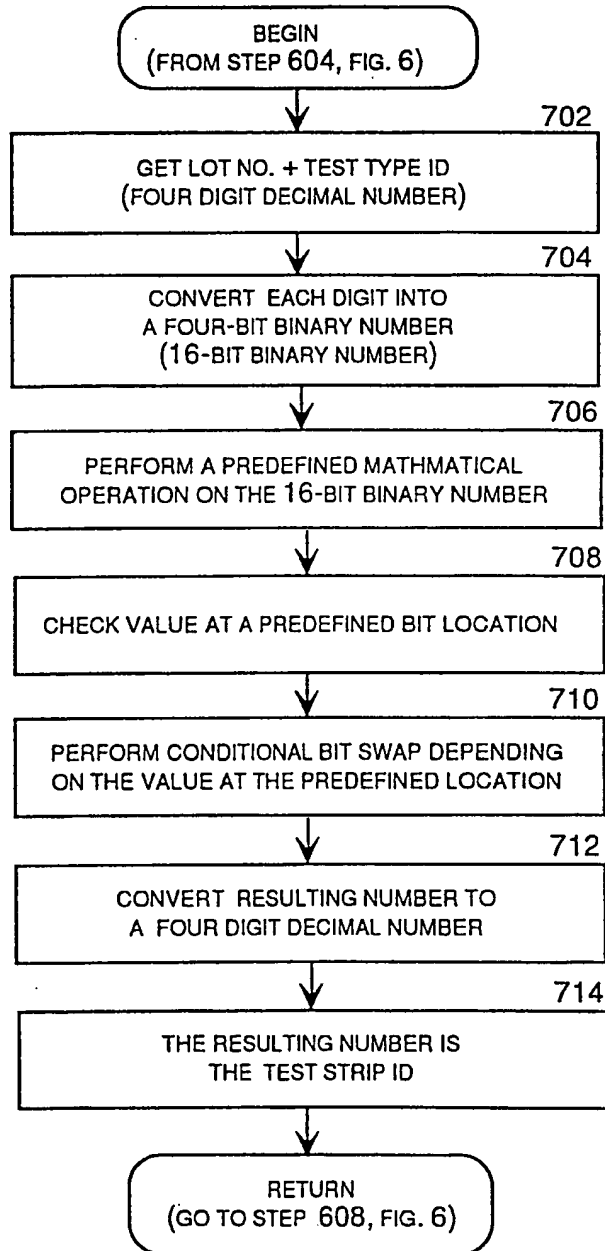 BEGIN
(FROM STEP 604, FIG. 6)
702
GET LOT NO. + TEST TYPE ID
(FOUR DIGIT DECIMAL NUMBER)
704
CONVERT EACH DIGIT INTO
A FOUR-BIT BINARY NUMBER
(16-BIT BINARY NUMBER)
706
PERFORM A PREDEFINED MATHMATICAL
OPERATION ON THE 16-BIT BINARY NUMBER
708
CHECK VALUE AT A PREDEFINED BIT LOCATION
710
PERFORM CONDITIONAL BIT SWAP DEPENDING
ON THE VALUE AT THE PREDEFINED LOCATION
712
CONVERT RESULTING NUMBER TO
A FOUR DIGIT DECIMAL NUMBER
714
THE RESULTING NUMBER IS
THE TEST STRIP ID
RETURN
(GO TO STEP 608, FIG. 6)